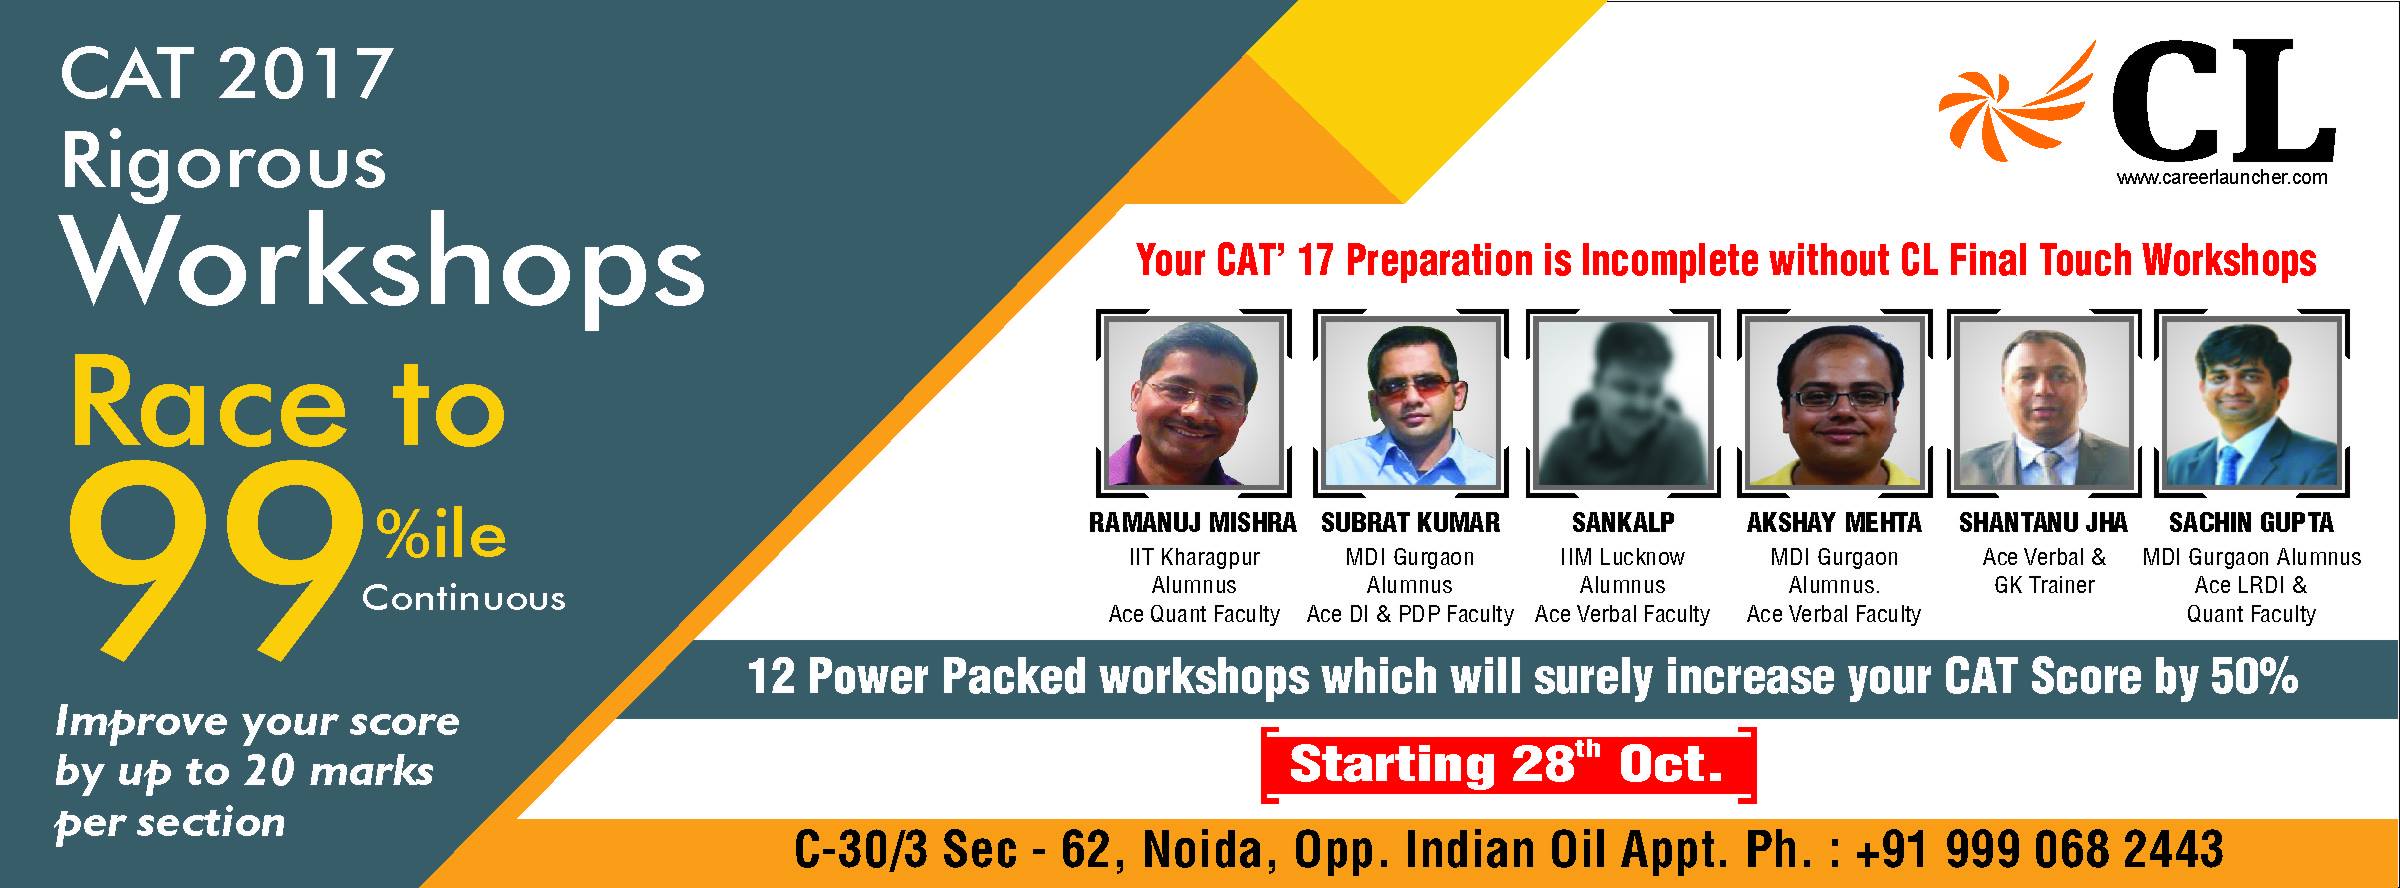 CAT 2017
Rigorous
Workshops
Race to
99 %ile
Continuous
Improve your score
by up to 20 marks
per section
CL
www.careerlauncher.com
Your CAT’ 17 Preparation is Incomplete without CL Final Touch Workshops
RAMANUJ MISHRA
IIT Kharagpur
Alumnus
Ace Quant Faculty
SUBRAT KUMAR
MDI Gurgaon
Alumnus
Ace DI & PDP Faculty
SANKALP
IIM Lucknow
Alumnus
Ace Verbal Faculty
AKSHAY MEHTA
MDI Gurgaon
Alumnus.
Ace Verbal Faculty
SHANTANU JHA
Ace Verbal &
GK Trainer
SACHIN GUPTA
MDI Gurgaon Alumnus
Ace LRDI &
Quant Faculty
12 Power Packed workshops which will surely increase your CAT Score by 50%
Starting 28th Oct.
C-30/3 Sec - 62, Noida, Opp. Indian Oil Appt. Ph. : +91 999 068 2443